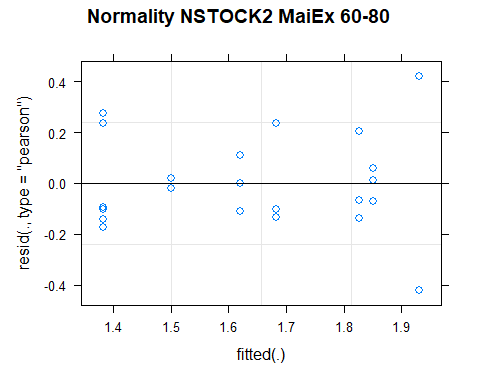 Normality NSTOCK2 MaiEx 60-80
resid(., type = "pearson")
0.4
0.2
0.0
-0.2
-0.4
1.4 1.5 1.6 1.7 1.8 1.9
fitted(.)